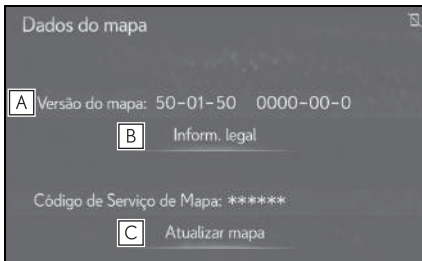 Dados do mapa
A Versão do mapa: 50-01-50 0000-00-0
B Inform. legal
Código de Serviço de Mapa: ******
C Atualizar mapa